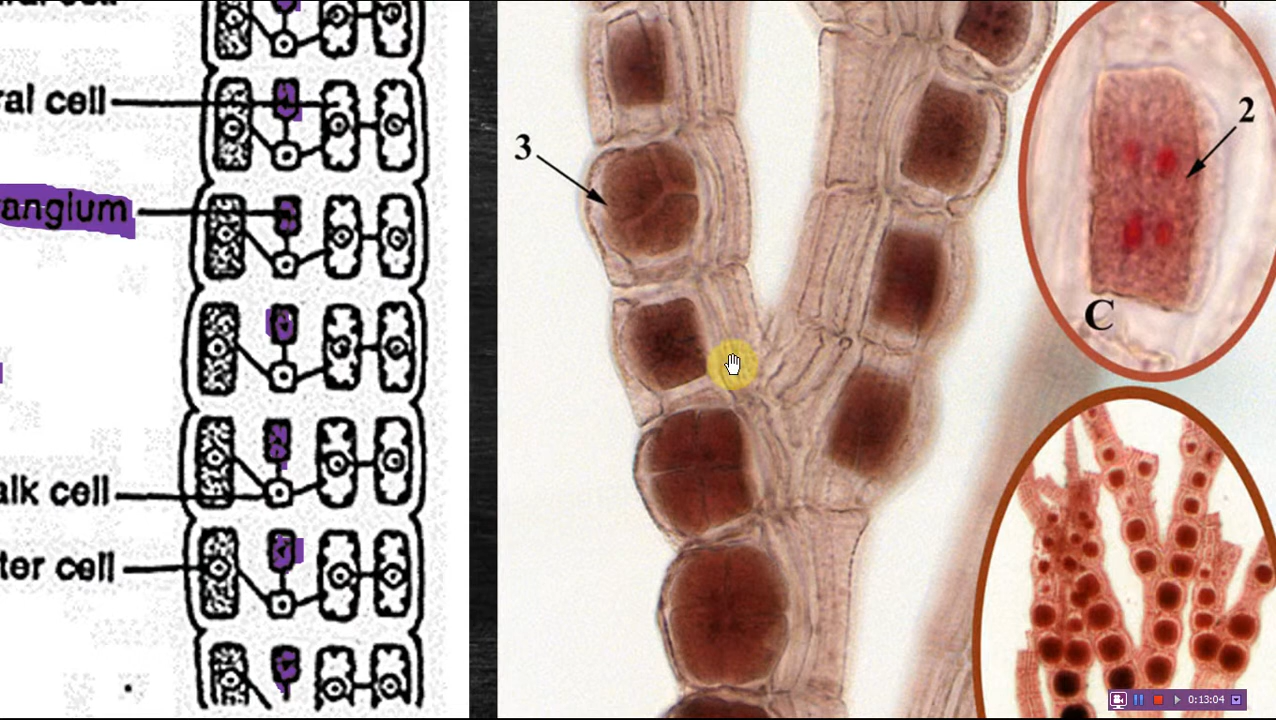 ral cell
anglum
alk cell
ter cell
3
2
C
0:13:04